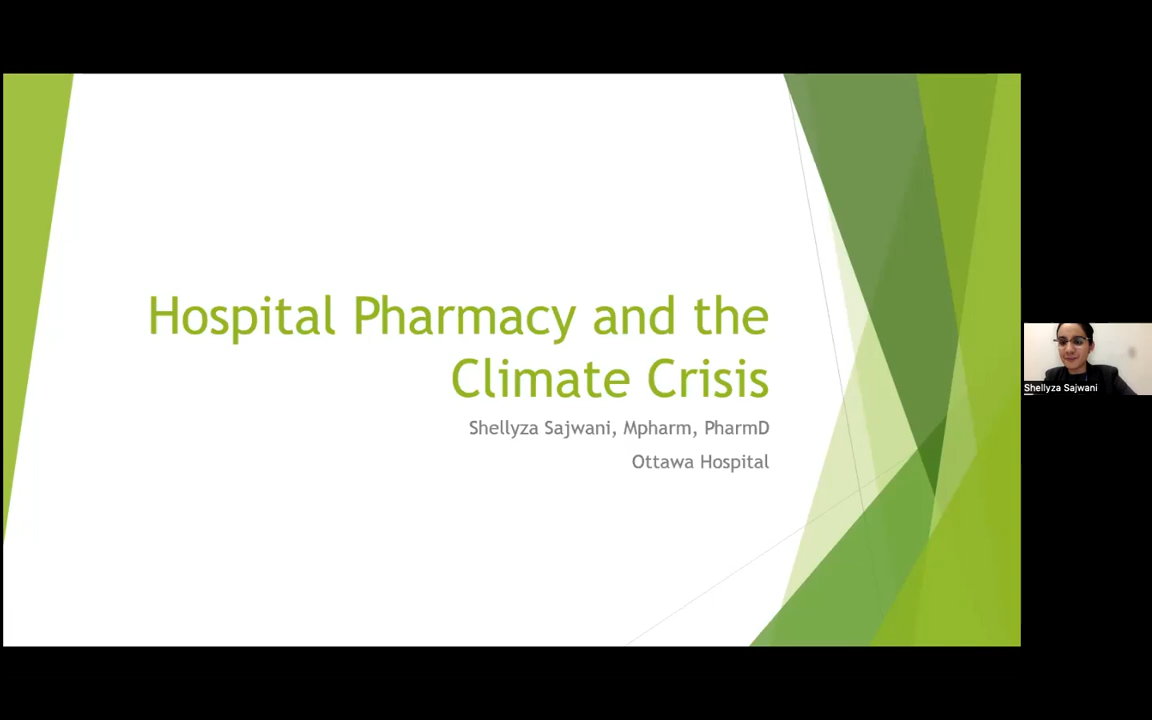 Hospital Pharmacy and the
Climate Crisis
Shellyza Sajwani, Mpharm, PharmD
Ottawa Hospital
Shellyza Sajwani